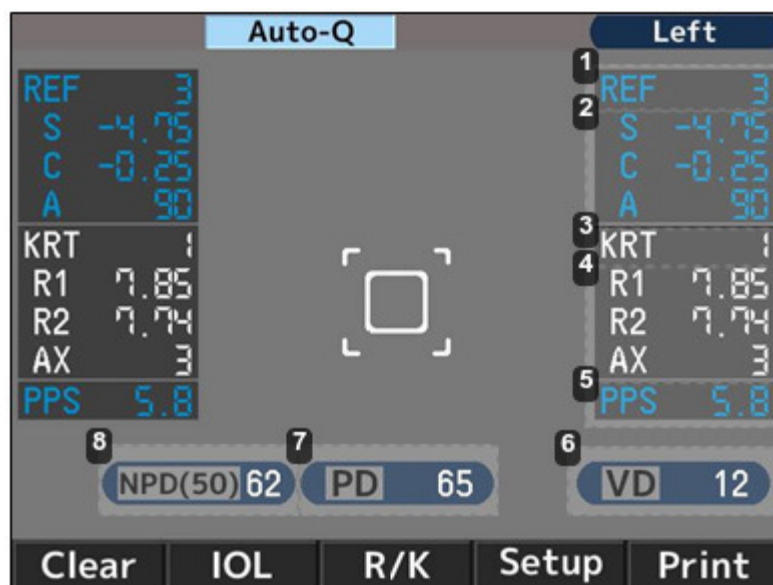 Auto-Q Left
REF 3
S -4.75
C -0.25
A 90
KRT 1
R1 7.85
R2 7.74
AX 3
PPS 5.8
1
REF 3
2
S -4.75
C -0.25
A 90
3
KRT 1
4
R1 7.85
R2 7.74
AX 3
5
PPS 5.8
8 7 6
NPD(50) 62 PD 65 VD 12
Clear IOL R/K Setup Print